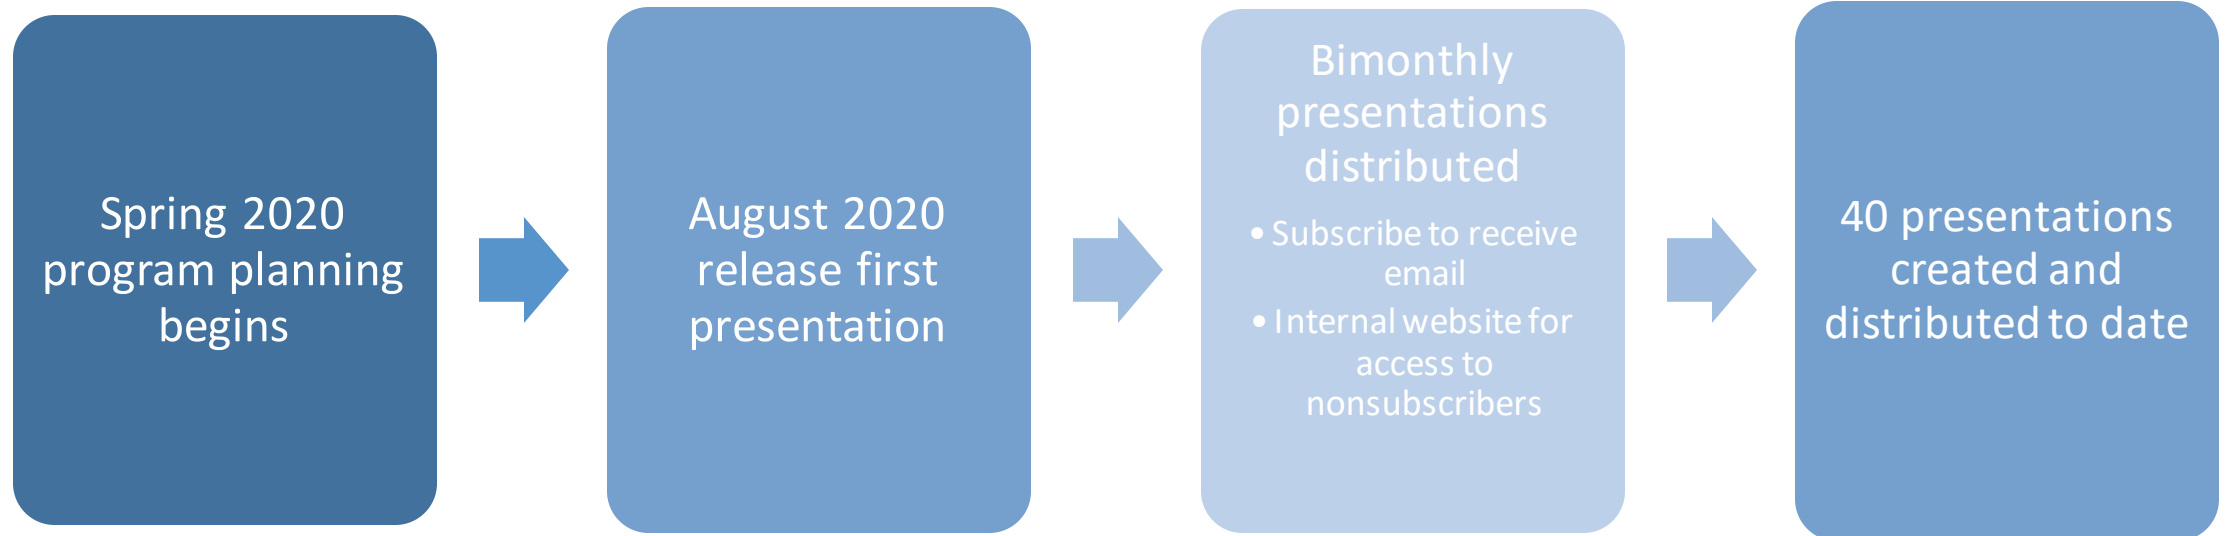 Spring 2020
program planning
begins
August 2020
release first
presentation
Bimonthly
presentations
distributed
• Subscribe to receive
email
• Internal website for
access to
nonsubscribers
40 presentations
created and
distributed to date